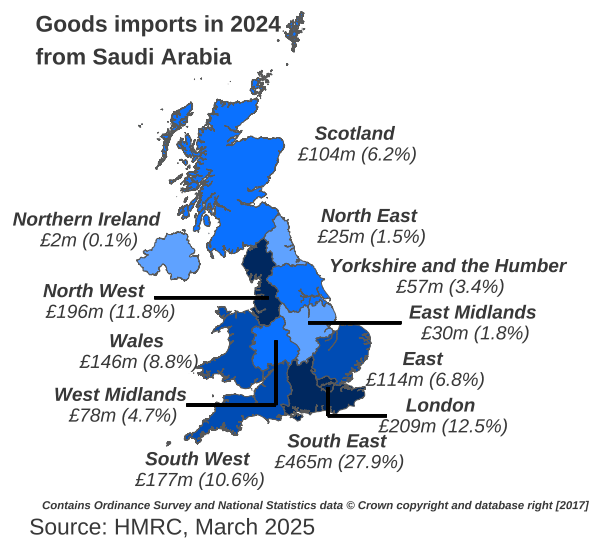 Goods imports in 2024
from Saudi Arabia
Scotland
£104m (6.2%)
Northern Ireland
£2m (0.1%)
North East
£25m (1.5%)
Yorkshire and the Humber
£57m (3.4%)
North West
£196m (11.8%)
East Midlands
£30m (1.8%)
Wales
£146m (8.8%)
East
£114m (6.8%)
West Midlands
£78m (4.7%)
London
£209m (12.5%)
South East
£465m (27.9%)
South West
£177m (10.6%)
Contains Ordinance Survey and National Statistics data © Crown copyright and database right [2017]
Source: HMRC, March 2025